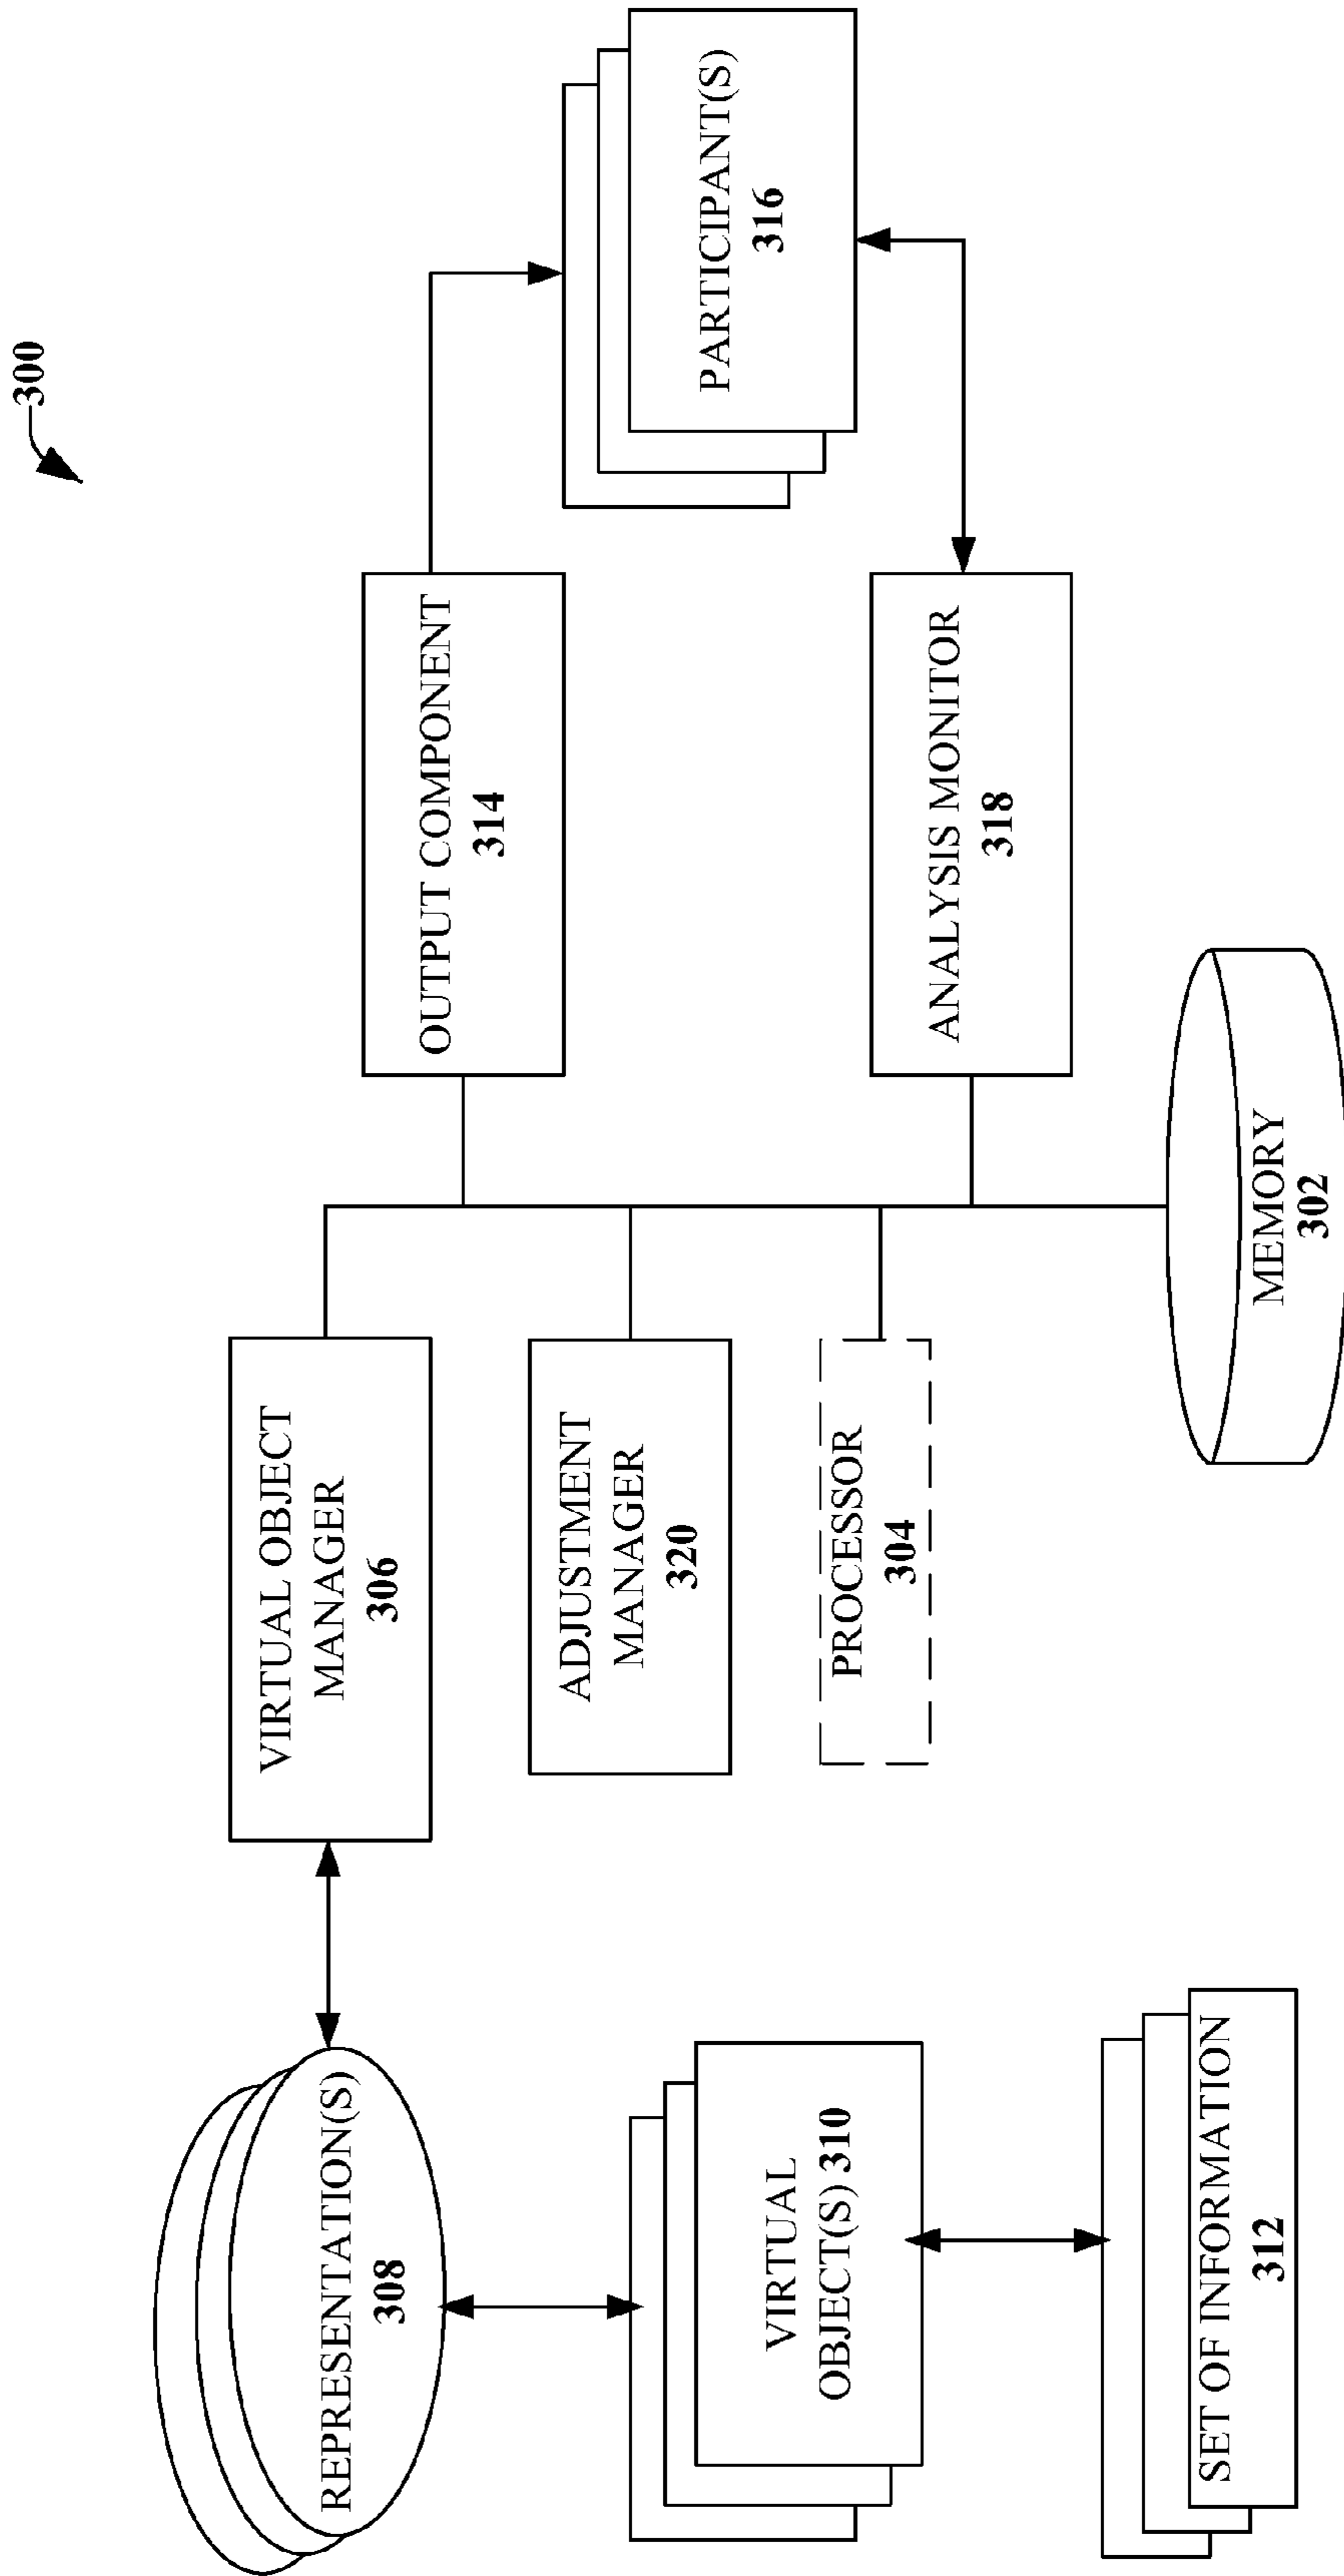 300
REPRESENTATION(S)
308
VIRTUAL OBJECT
MANAGER
306
OUTPUT COMPONENT
314
PARTICIPANT(S)
316
VIRTUAL
OBJECT(S) 310
ADJUSTMENT
MANAGER
320
PROCESSOR
304
ANALYSIS MONITOR
318
SET OF INFORMATION
312
MEMORY
302